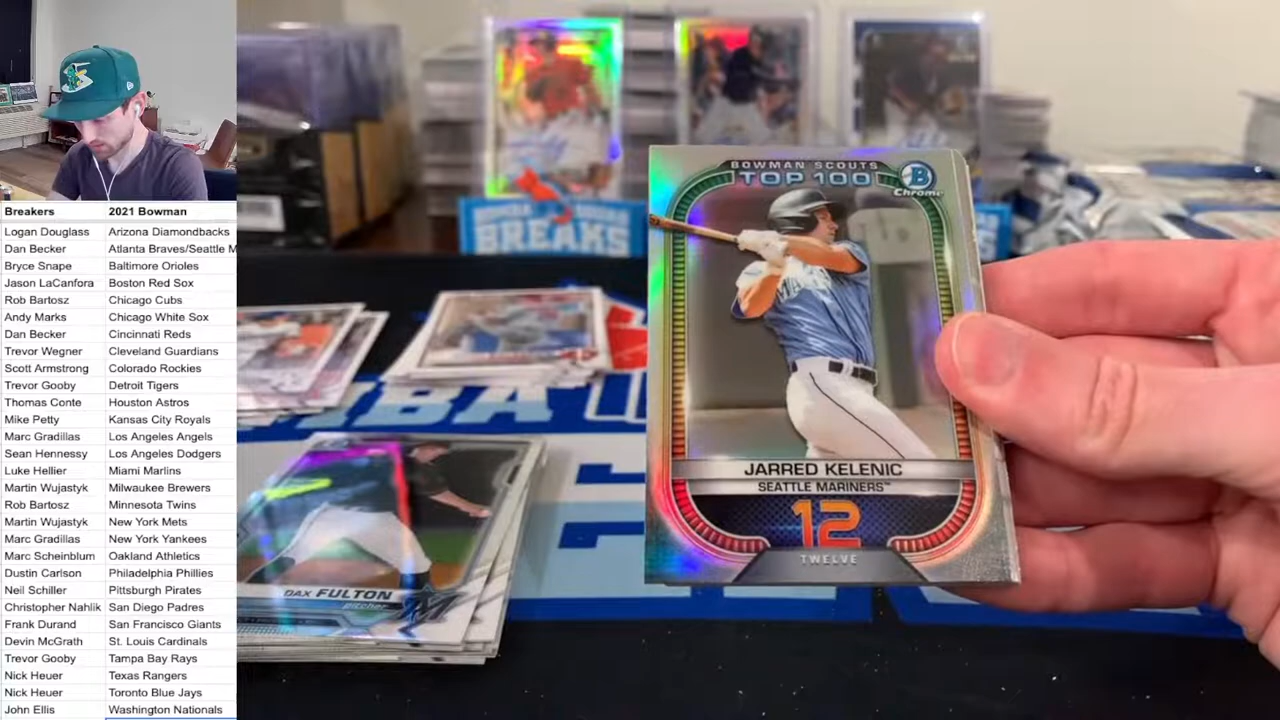 Breakers 2021 Bowman
Logan Douglass Arizona Diamondbacks
Dan Becker Atlanta Braves/Seattle M
Bryce Snape Baltimore Orioles
Jason LaCanfora Boston Red Sox
Rob Bartosz Chicago Cubs
Andy Marks Chicago White Sox
Dan Becker Cincinnati Reds
Trevor Wegner Cleveland Guardians
Scott Armstrong Colorado Rockies
Trevor Gooby Detroit Tigers
Thomas Conte Houston Astros
Mike Petty Kansas City Royals
Marc Gradillas Los Angeles Angels
Sean Hennessy Los Angeles Dodgers
Luke Hellier Miami Marlins
Martin Wujastyk Milwaukee Brewers
Rob Bartosz Minnesota Twins
Martin Wujastyk New York Mets
Marc Gradillas New York Yankees
Marc Scheinblum Oakland Athletics
Dustin Carlson Philadelphia Phillies
Neil Schiller Pittsburgh Pirates
Christopher Nahlik San Diego Padres
Frank Durand San Francisco Giants
Devin McGrath St. Louis Cardinals
Trevor Gooby Tampa Bay Rays
Nick Heuer Texas Rangers
Nick Heuer Toronto Blue Jays
John Ellis Washington Nationals
BREAKS
BOWMAN SCOUTS
TOP 100
B
Chrome
JARRED KELENIC
SEATTLE MARINERS™
12
TWELVE
DAX FULTON
pitcher
M